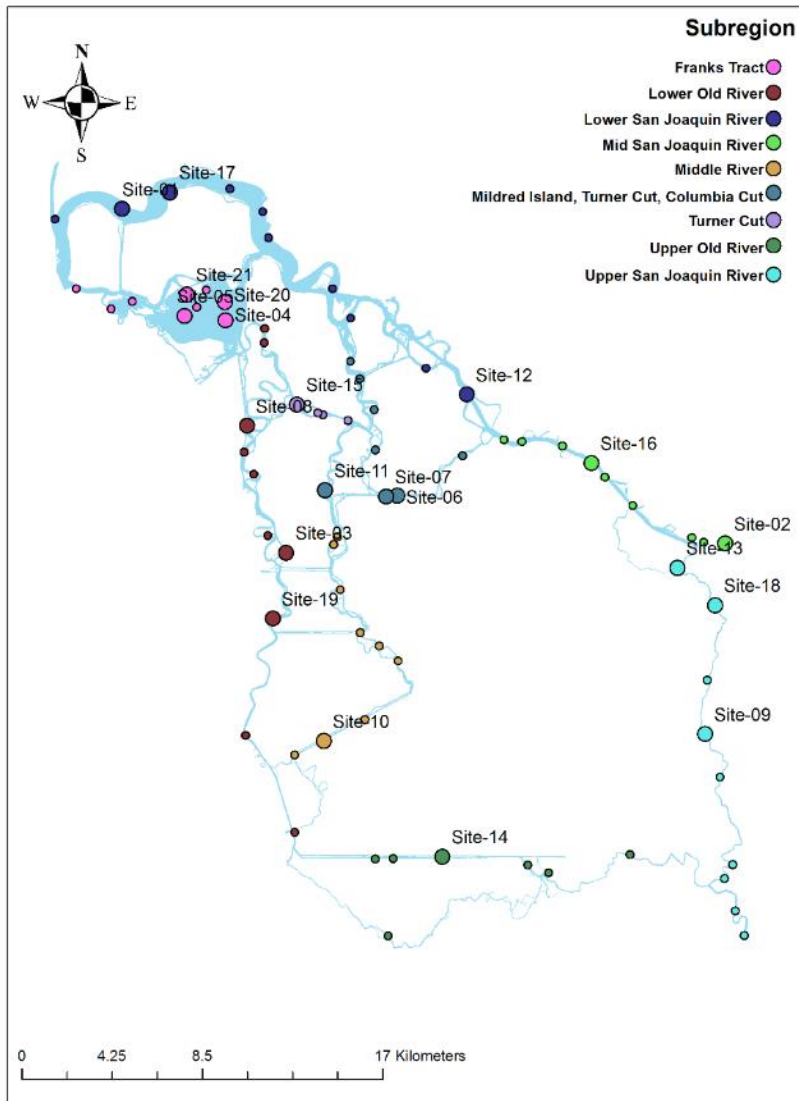 Subregion
Franks Tract
Lower Old River
Lower San Joaquin River
Mid San Joaquin River
Middle River
Mildred Island, Turner Cut, Columbia Cut
Turner Cut
Upper Old River
Upper San Joaquin River
N
W E
S
Site-17
Site-01
Site-21
Site-05
Site-20
Site-04
Site-15
Site-12
Site-08
Site-16
Site-11
Site-07
Site-06
Site-03
Site-02
Site-13
Site-18
Site-19
Site-09
Site-10
Site-14
0 4.25 8.5 17 Kilometers